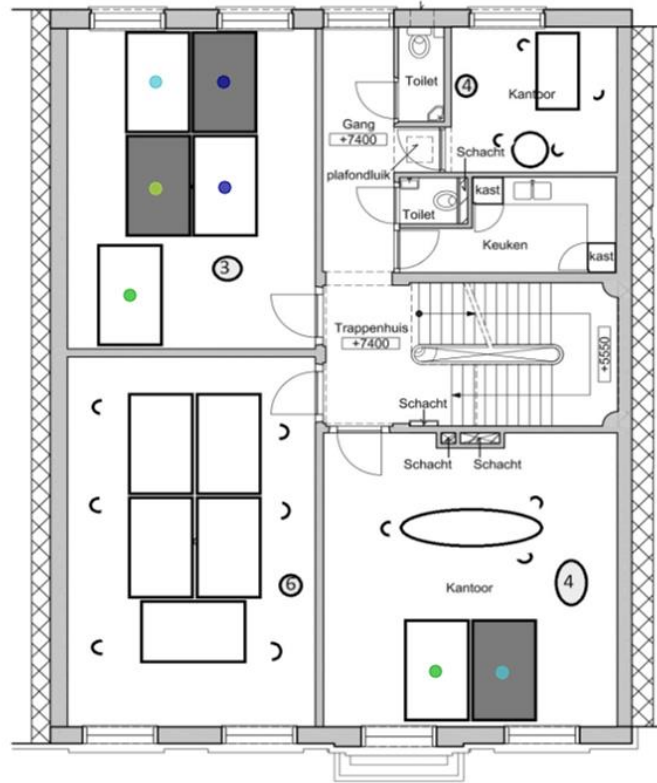 Toilet
4
Kantoor
Gang
+7400
plafondluik
Schacht
kast
Toilet
Keuken
kast
3
Trappenhuis
+7400
+5550
Schacht
Schacht
Schacht
6
4
Kantoor